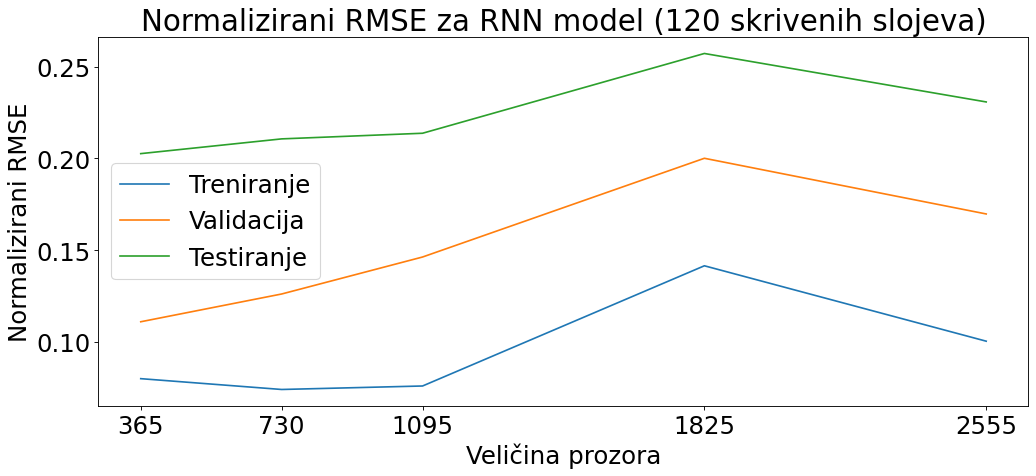 Normalizirani RMSE za RNN model (120 skrivenih slojeva)
Normalizirani RMSE
0.25
0.20
0.15
0.10
Treniranje
Validacija
Testiranje
365 730 1095 1825 2555
Veličina prozora